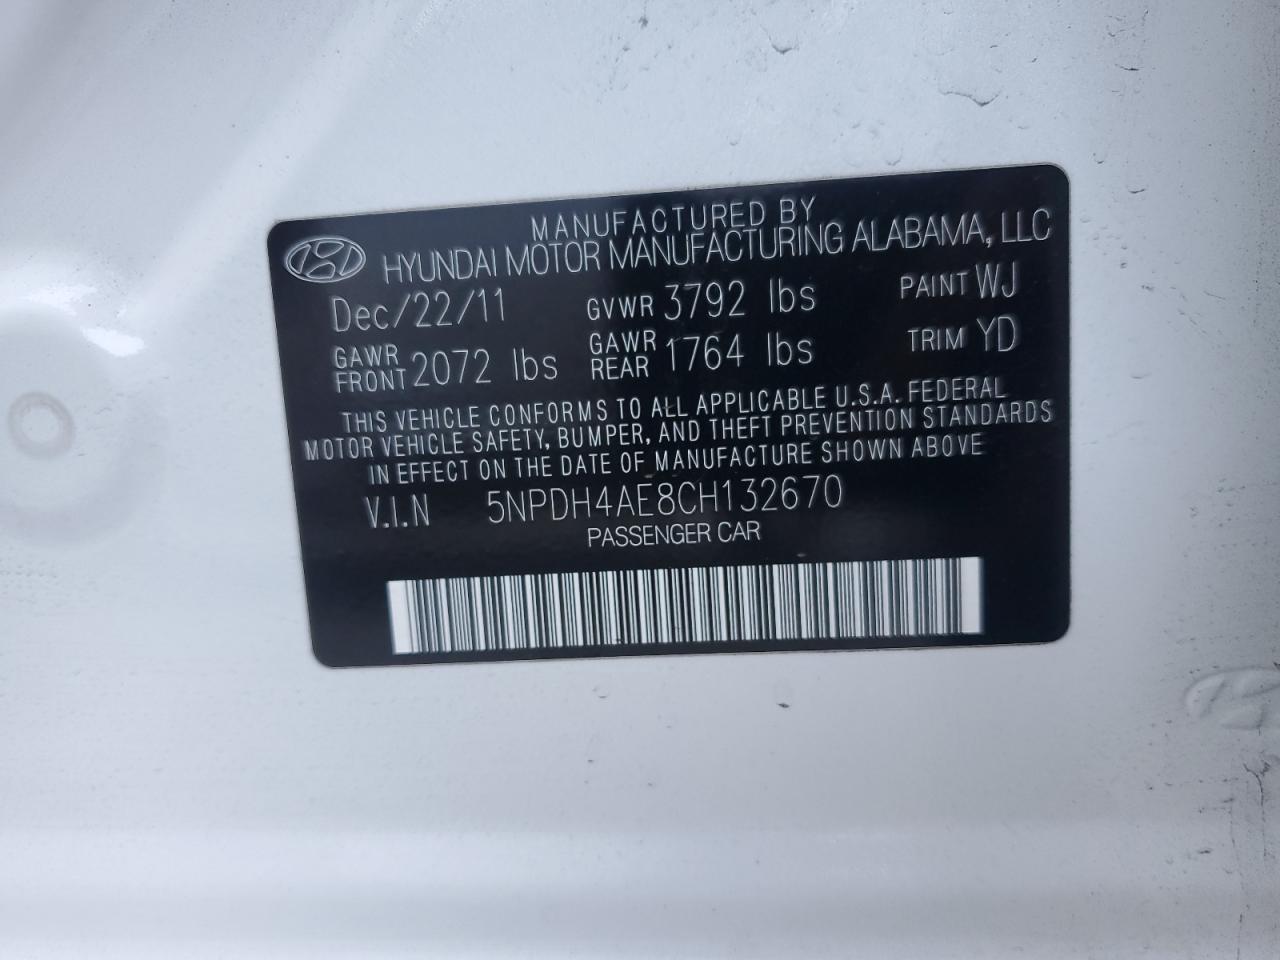 MANUFACTURED BY
HYUNDAI MOTOR MANUFACTURING ALABAMA, LLC
Dec/22/11 GVWR 3792 lbs PAINT WJ
GAWR FRONT 2072 lbs GAWR REAR 1764 lbs TRIM YD
THIS VEHICLE CONFORMS TO ALL APPLICABLE U.S.A. FEDERAL
MOTOR VEHICLE SAFETY, BUMPER, AND THEFT PREVENTION STANDARDS
IN EFFECT ON THE DATE OF MANUFACTURE SHOWN ABOVE
V.I.N 5NPDH4AE8CH132670
PASSENGER CAR